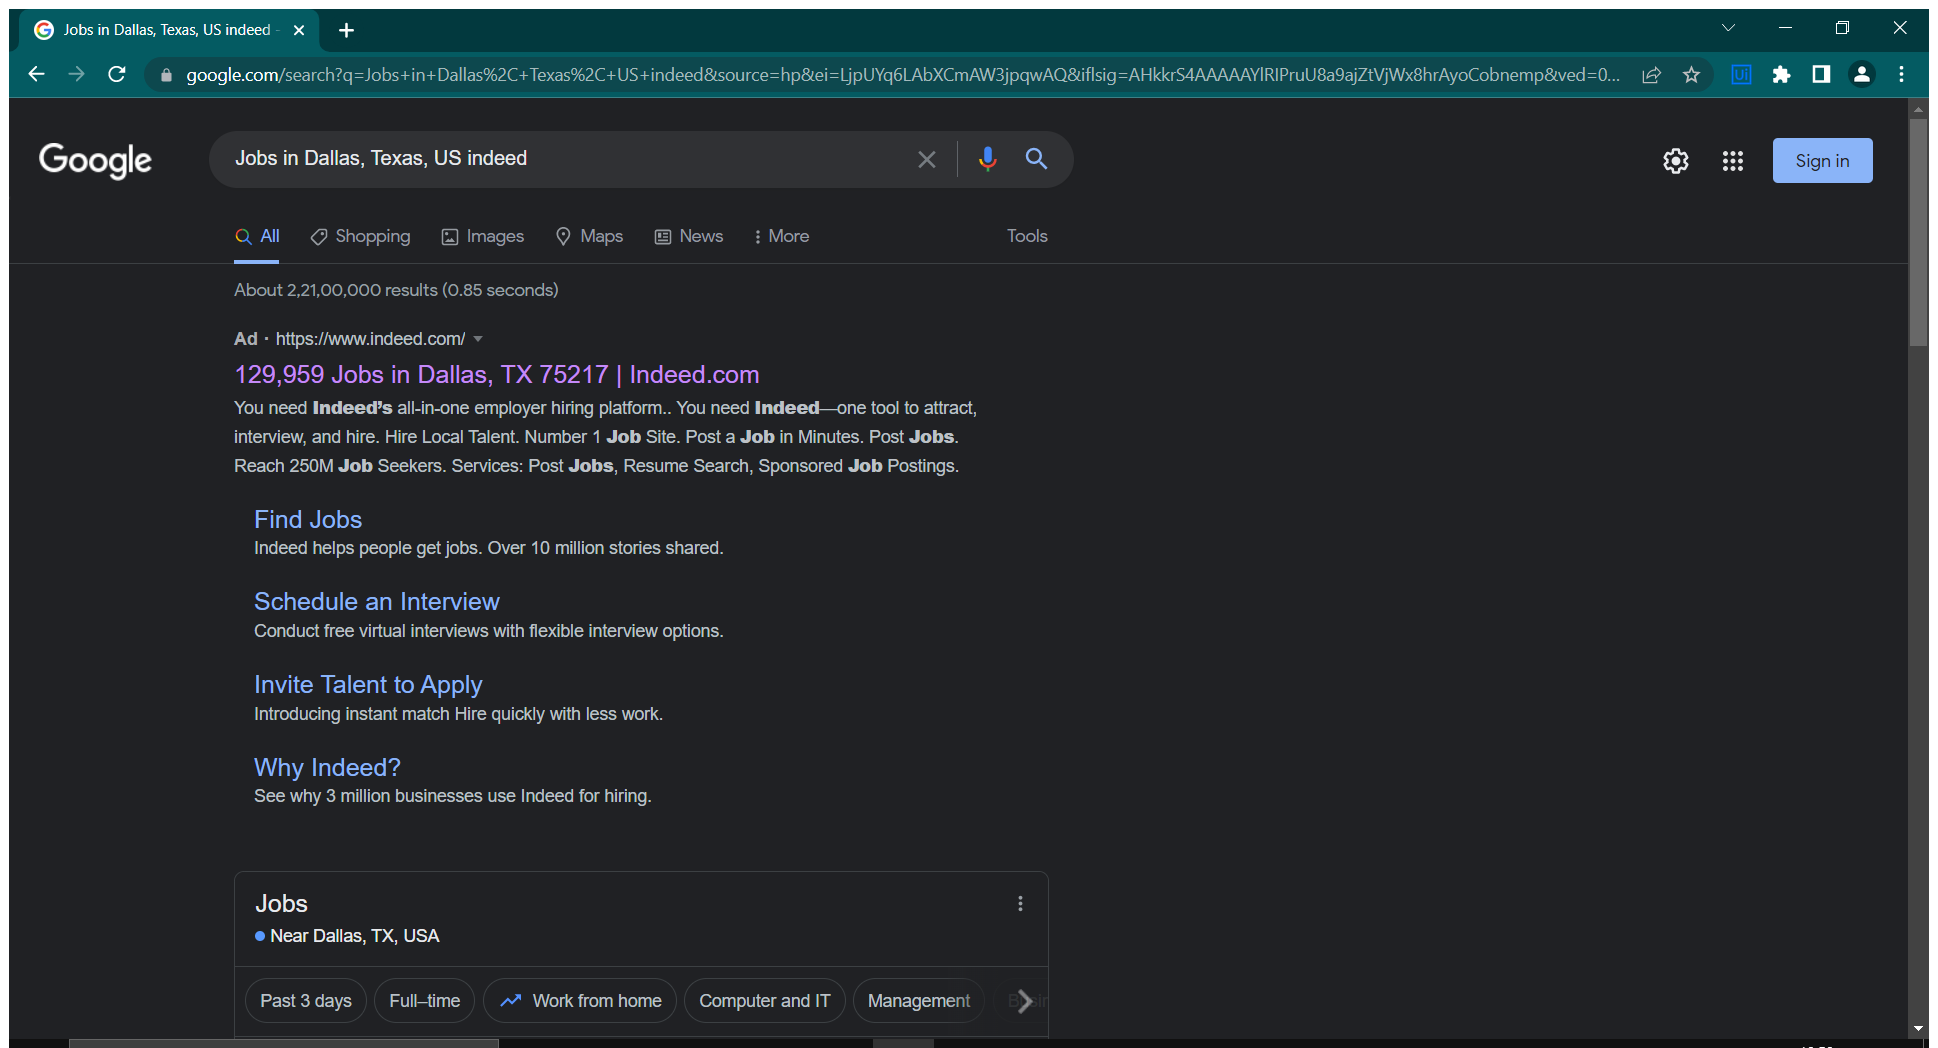 Jobs in Dallas, Texas, US indeed
google.com/search?q=Jobs+in+Dallas%2C+Texas%2C+US+indeed&source=hp&ei=LjpUYq6LAbXCmAW3jpqwAQ&iflsig=AHkkrS4AAAAAYlRIPruU8a9ajZtVjWx8hrAyoCobnemp&ved=0...
Ui
Google
Jobs in Dallas, Texas, US indeed
Sign in
All Shopping Images Maps News More Tools
About 2,21,00,000 results (0.85 seconds)
Ad · https://www.indeed.com/
129,959 Jobs in Dallas, TX 75217 | Indeed.com
You need Indeed's all-in-one employer hiring platform.. You need Indeed—one tool to attract,
interview, and hire. Hire Local Talent. Number 1 Job Site. Post a Job in Minutes. Post Jobs.
Reach 250M Job Seekers. Services: Post Jobs, Resume Search, Sponsored Job Postings.
Find Jobs
Indeed helps people get jobs. Over 10 million stories shared.
Schedule an Interview
Conduct free virtual interviews with flexible interview options.
Invite Talent to Apply
Introducing instant match Hire quickly with less work.
Why Indeed?
See why 3 million businesses use Indeed for hiring.
Jobs
Near Dallas, TX, USA
Past 3 days Full–time Work from home Computer and IT Management